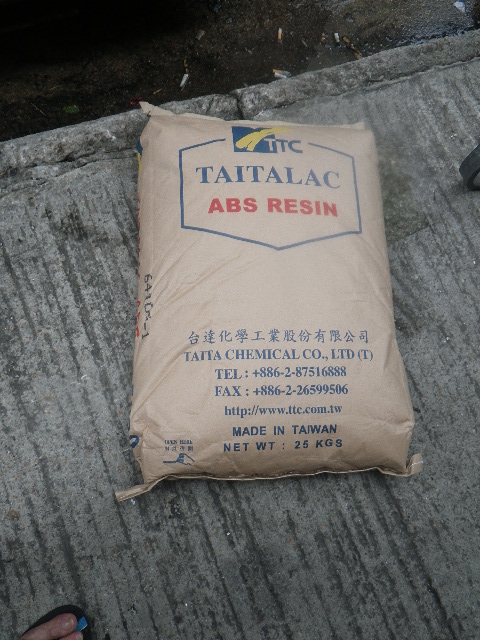 TTC
TAITALAC
ABS RESIN
台達化學工業股份有限公司
TAITA CHEMICAL CO., LTD (T)
TEL : +886-2-87516888
FAX : +886-2-26599506
http://www.ttc.com.tw
MADE IN TAIWAN
NET WT : 25 KGS